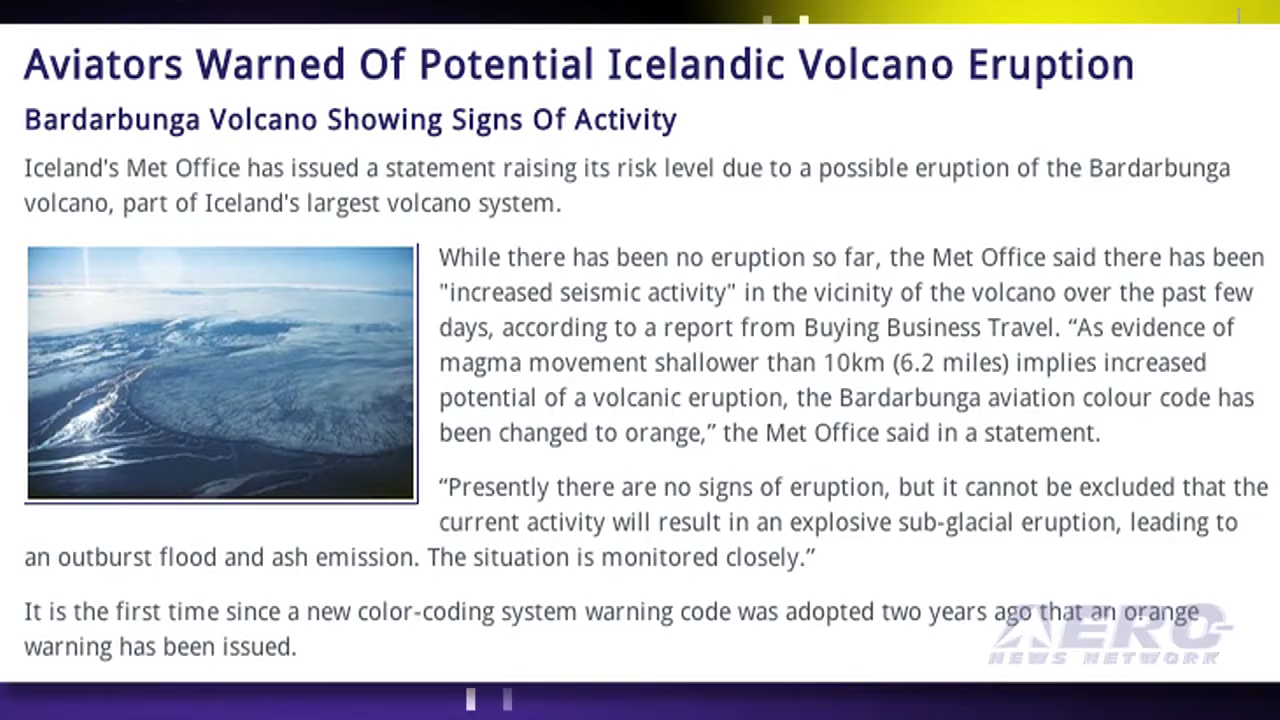 Aviators Warned Of Potential Icelandic Volcano Eruption
Bardarbunga Volcano Showing Signs Of Activity
Iceland's Met Office has issued a statement raising its risk level due to a possible eruption of the Bardarbunga
volcano, part of Iceland's largest volcano system.
While there has been no eruption so far, the Met Office said there has been
"increased seismic activity" in the vicinity of the volcano over the past few
days, according to a report from Buying Business Travel. “As evidence of
magma movement shallower than 10km (6.2 miles) implies increased
potential of a volcanic eruption, the Bardarbunga aviation colour code has
been changed to orange,” the Met Office said in a statement.
“Presently there are no signs of eruption, but it cannot be excluded that the
current activity will result in an explosive sub-glacial eruption, leading to
an outburst flood and ash emission. The situation is monitored closely.”
It is the first time since a new color-coding system warning code was adopted two years ago that an orange
warning has been issued.
AERO
NEWS NETWORK